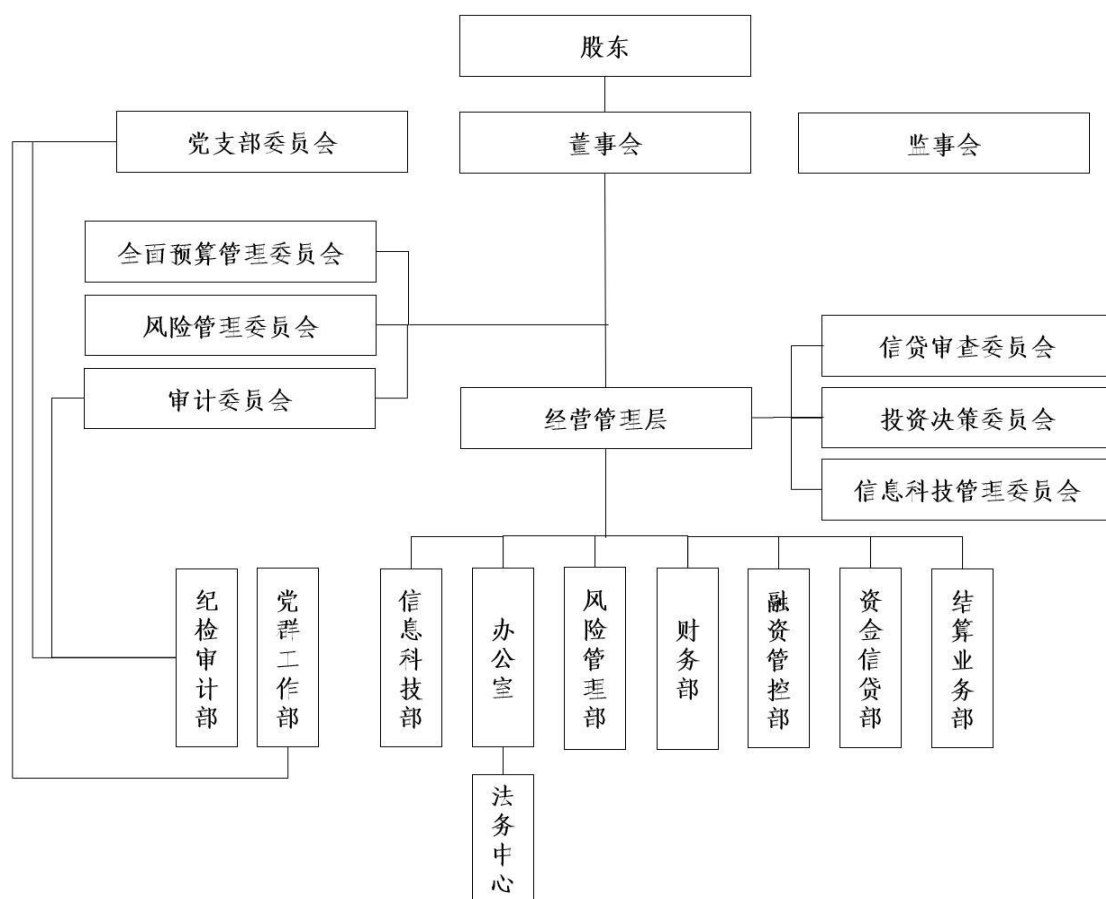 股东
党支部委员会
董事会
监事会
全面预算管理委员会
风险管理委员会
审计委员会
信贷审查委员会
经营管理层
投资决策委员会
信息科技管理委员会
纪检审计部
党群工作部
信息科技部
办公室
风险管理部
财务部
融资管控部
资金信贷部
结算业务部
法务中心